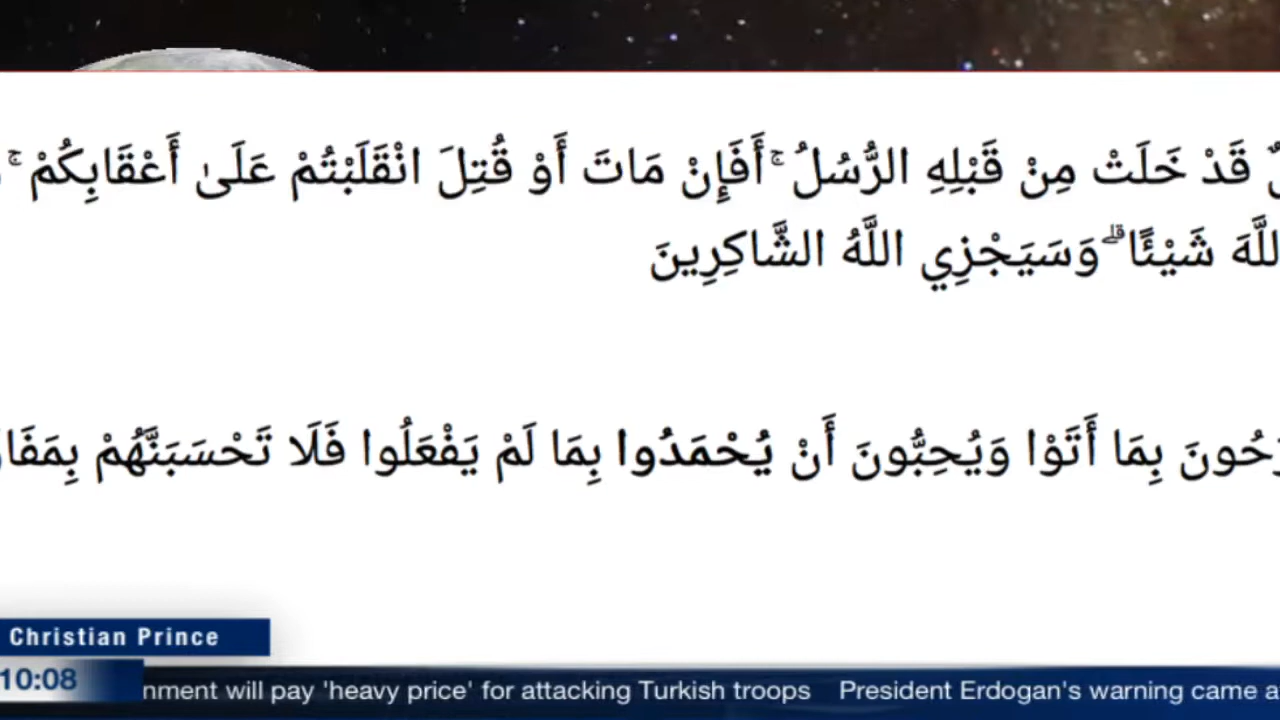 قَدْ خَلَتْ مِنْ قَبْلِهِ الرُّسُلُ ۚ أَفَإِنْ مَاتَ أَوْ قُتِلَ انْقَلَبْتُمْ عَلَىٰ أَعْقَابِكُمْ ۚ
اللَّهَ شَيْئًا ۗ وَسَيَجْزِي اللَّهُ الشَّاكِرِينَ
بِمَا أَتَوْا وَيُحِبُّونَ أَنْ يُحْمَدُوا بِمَا لَمْ يَفْعَلُوا فَلَا تَحْسَبَنَّهُمْ
Christian Prince
10:08
nment will pay 'heavy price' for attacking Turkish troops President Erdogan's warning came a